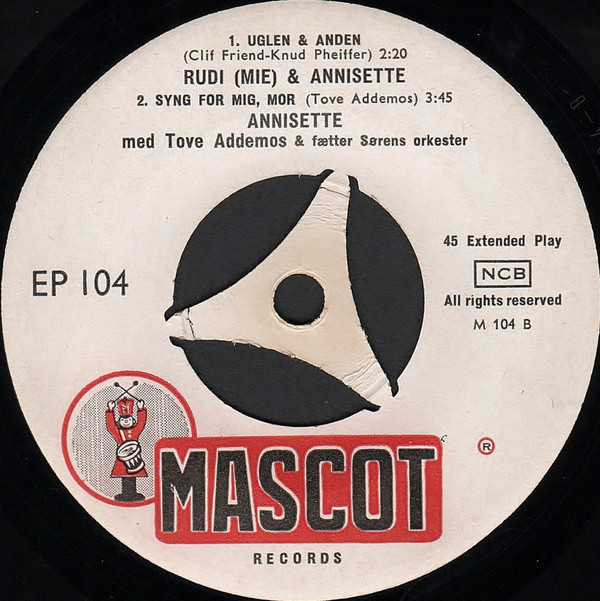 1. UGLEN & ANDEN
(Clif Friend-Knud Pheiffer) 2:20
RUDI (MIE) & ANNISETTE
2. SYNG FOR MIG, MOR (Tove Addemos) 3:45
ANNISETTE
med Tove Addemos & fætter Sørens orkester
EP 104
45 Extended Play
NCB
All rights reserved
M 104 B
M
MASCOT
®
RECORDS